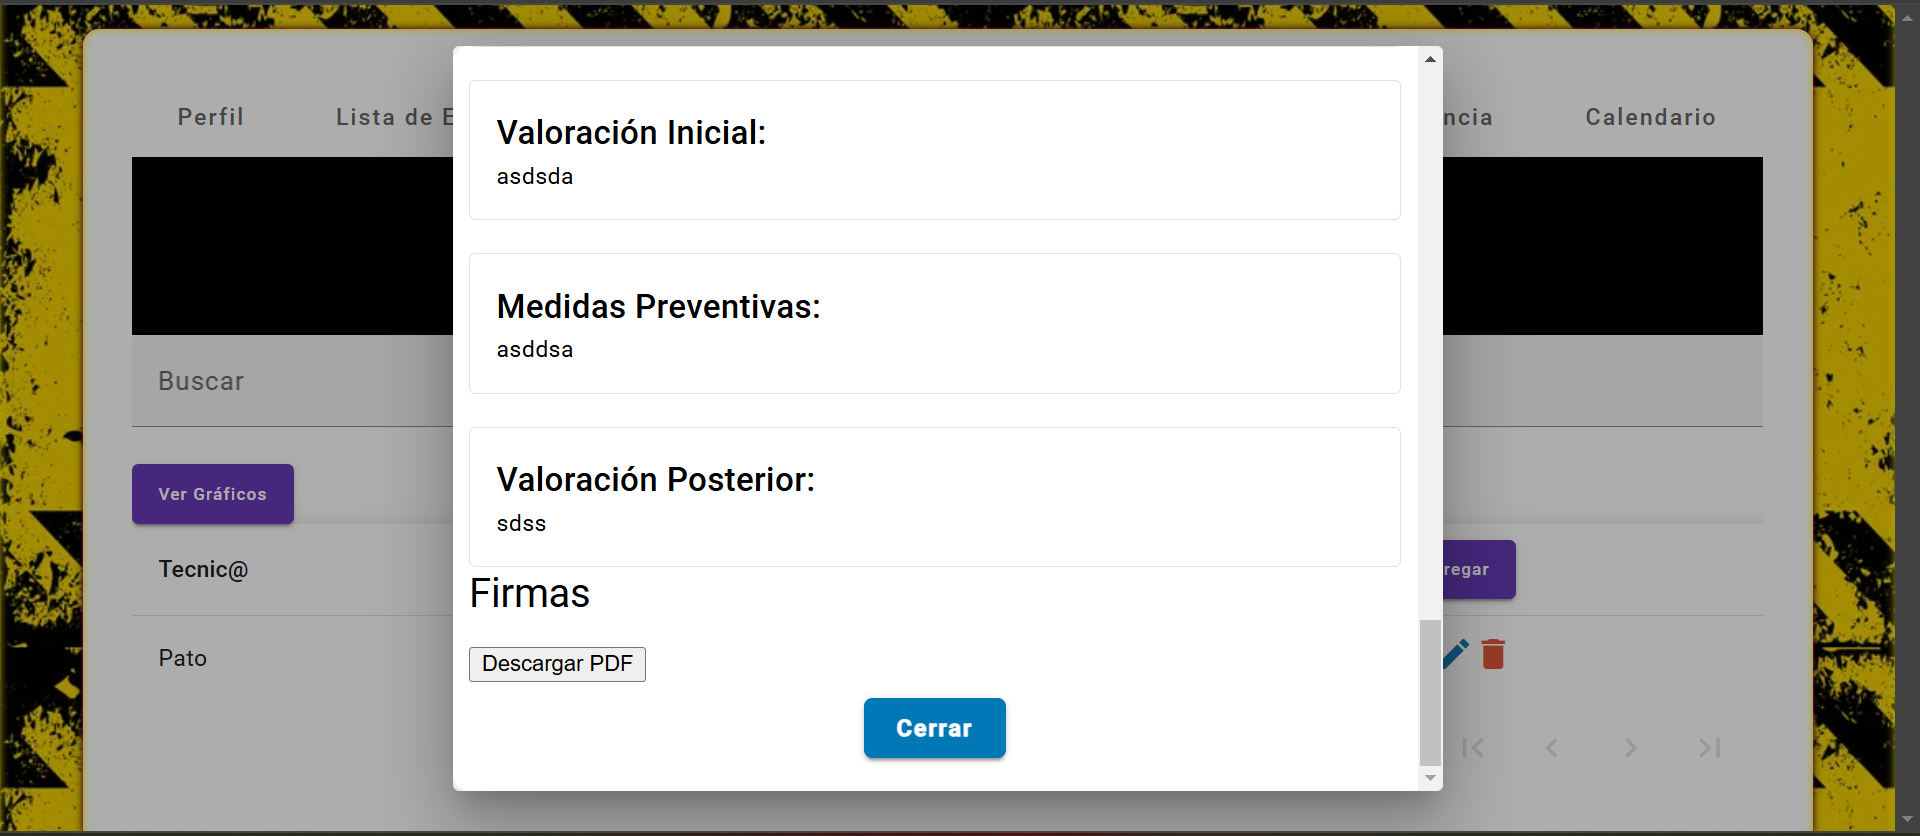 Perfil
Lista de E
ncia
Calendario
Valoración Inicial:
asdsda
Medidas Preventivas:
asddsa
Buscar
Valoración Posterior:
sdss
Ver Gráficos
Tecnic@
regar
Firmas
Pato
Descargar PDF
Cerrar